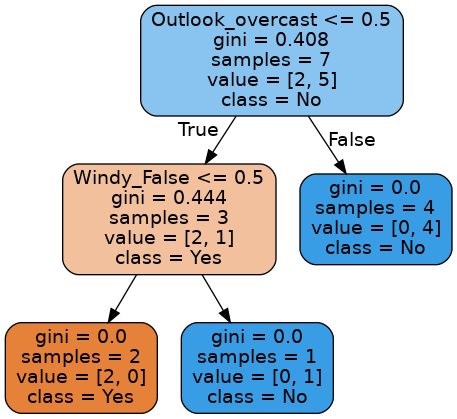 Outlook_overcast <= 0.5
gini = 0.408
samples = 7
value = [2, 5]
class = No
True
False
Windy_False <= 0.5
gini = 0.444
samples = 3
value = [2, 1]
class = Yes
gini = 0.0
samples = 4
value = [0, 4]
class = No
gini = 0.0
samples = 2
value = [2, 0]
class = Yes
gini = 0.0
samples = 1
value = [0, 1]
class = No